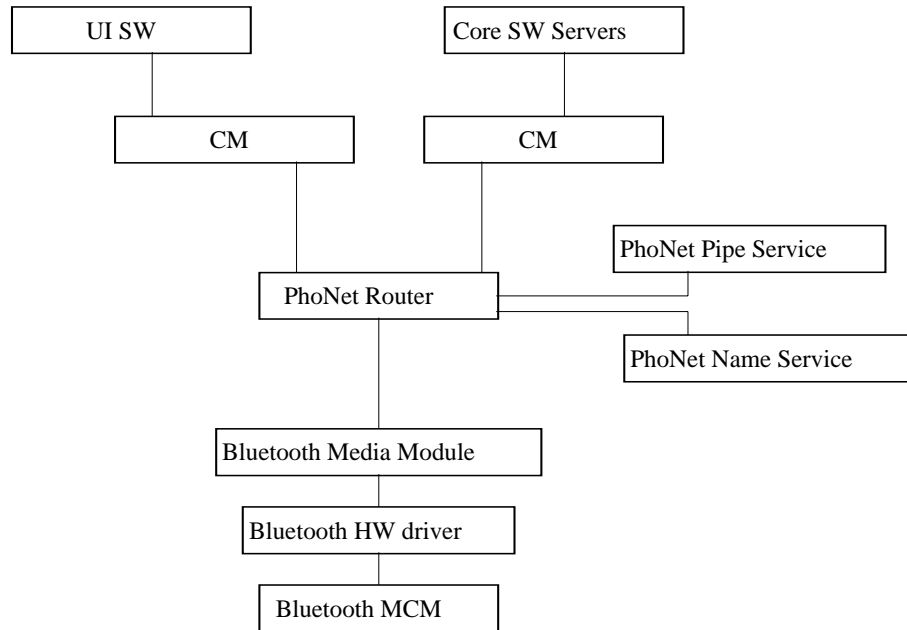 UI SW
Core SW Servers
CM
CM
PhoNet Pipe Service
PhoNet Router
PhoNet Name Service
Bluetooth Media Module
Bluetooth HW driver
Bluetooth MCM